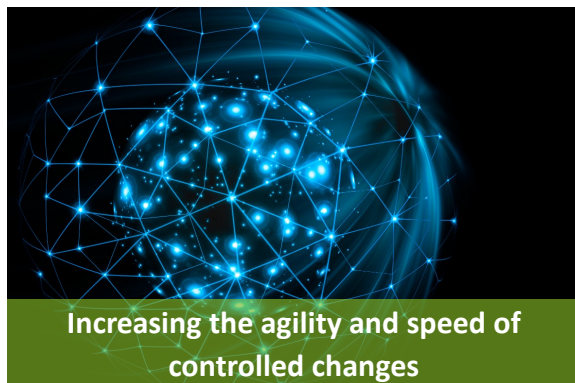 Increasing the agility and speed of
controlled changes